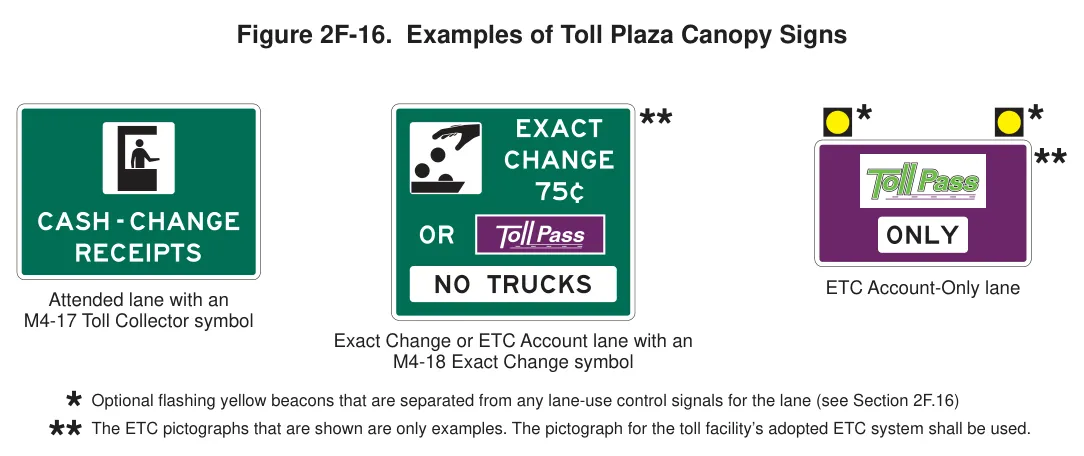 Figure 2F-16. Examples of Toll Plaza Canopy Signs
CASH - CHANGE
RECEIPTS
Attended lane with an
M4-17 Toll Collector symbol
EXACT
CHANGE
75¢
**
OR Toll Pass
NO TRUCKS
Exact Change or ETC Account lane with an
M4-18 Exact Change symbol
* *
**
Toll Pass
ONLY
ETC Account-Only lane
* Optional flashing yellow beacons that are separated from any lane-use control signals for the lane (see Section 2F.16)
** The ETC pictographs that are shown are only examples. The pictograph for the toll facility’s adopted ETC system shall be used.